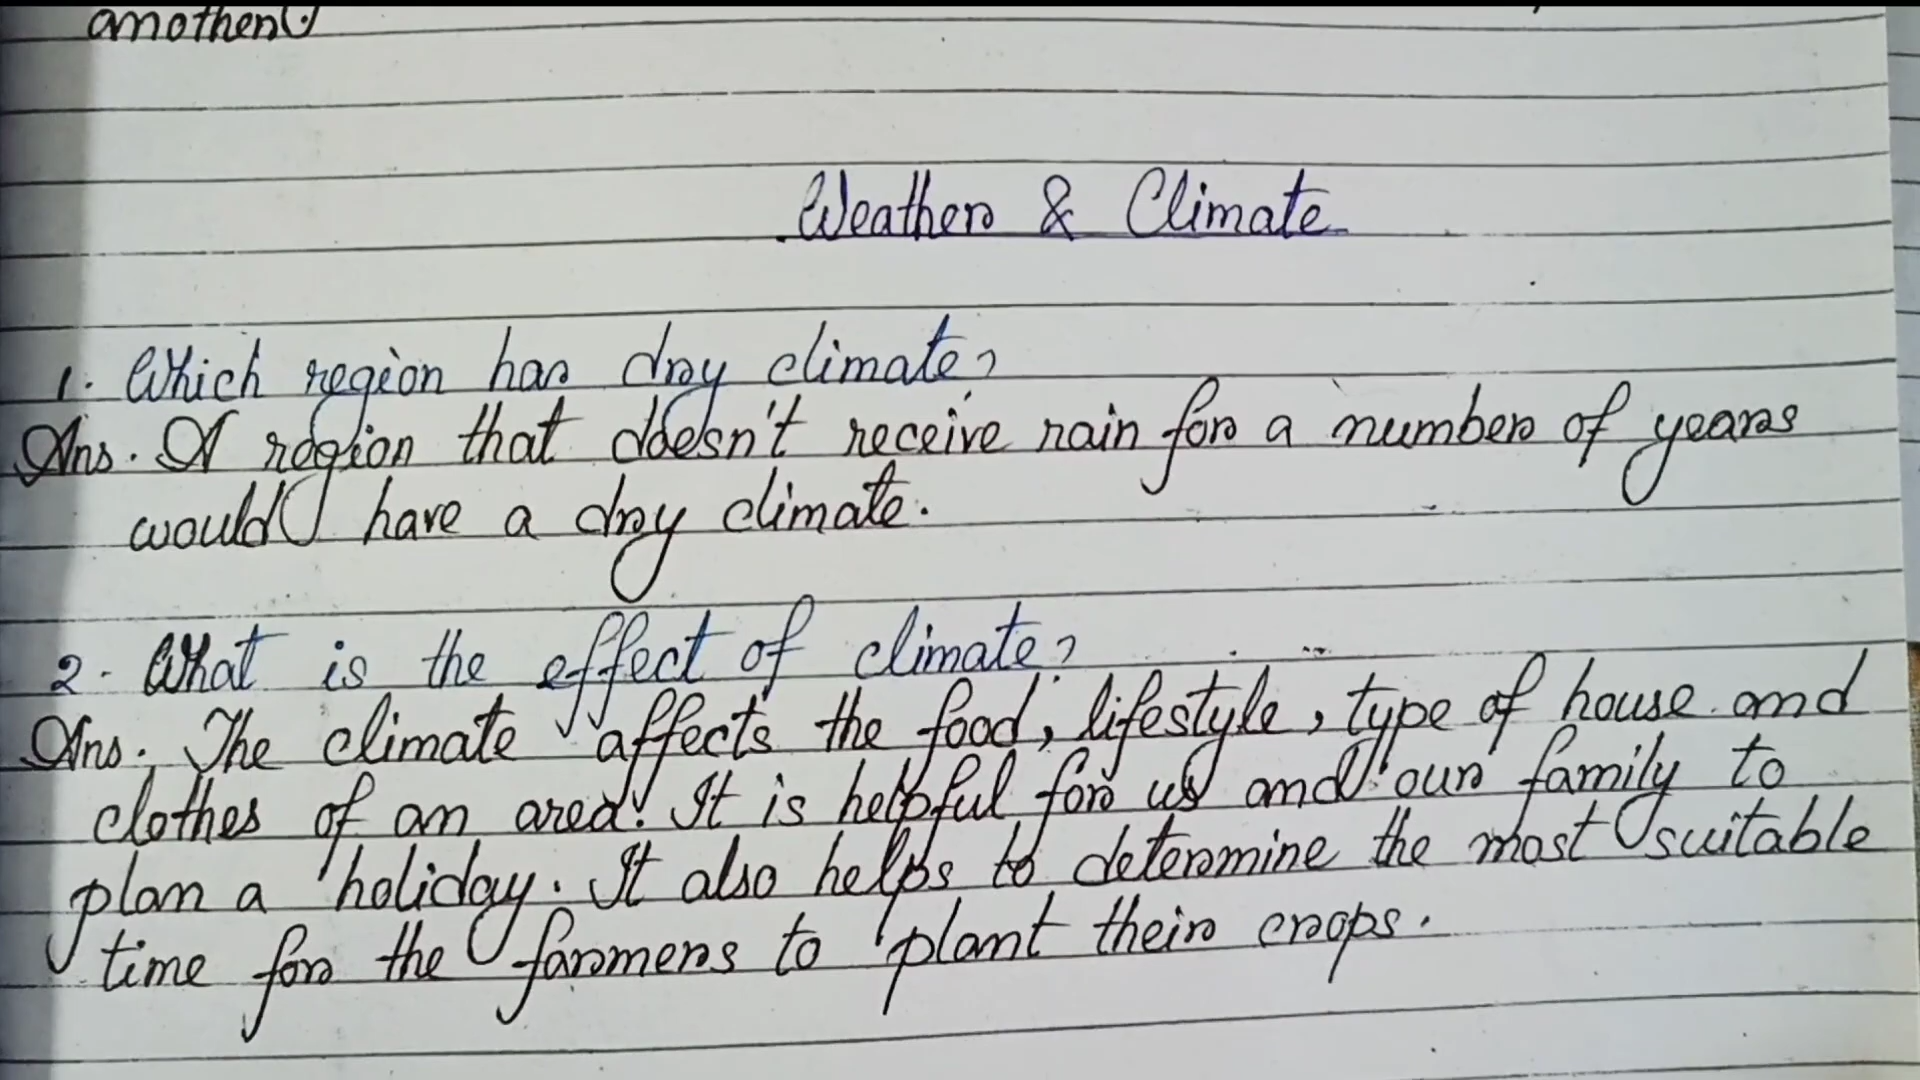 another.
Weather & Climate
1. Which region has dry climate?
Ans. A region that doesn't receive rain for a number of years
would have a dry climate.
2. What is the effect of climate?
Ans. The climate affects the food, lifestyle, type of house and
clothes of an area. It is helpful for us and our family to
plan a holiday. It also helps to determine the most suitable
time for the farmers to plant their crops.